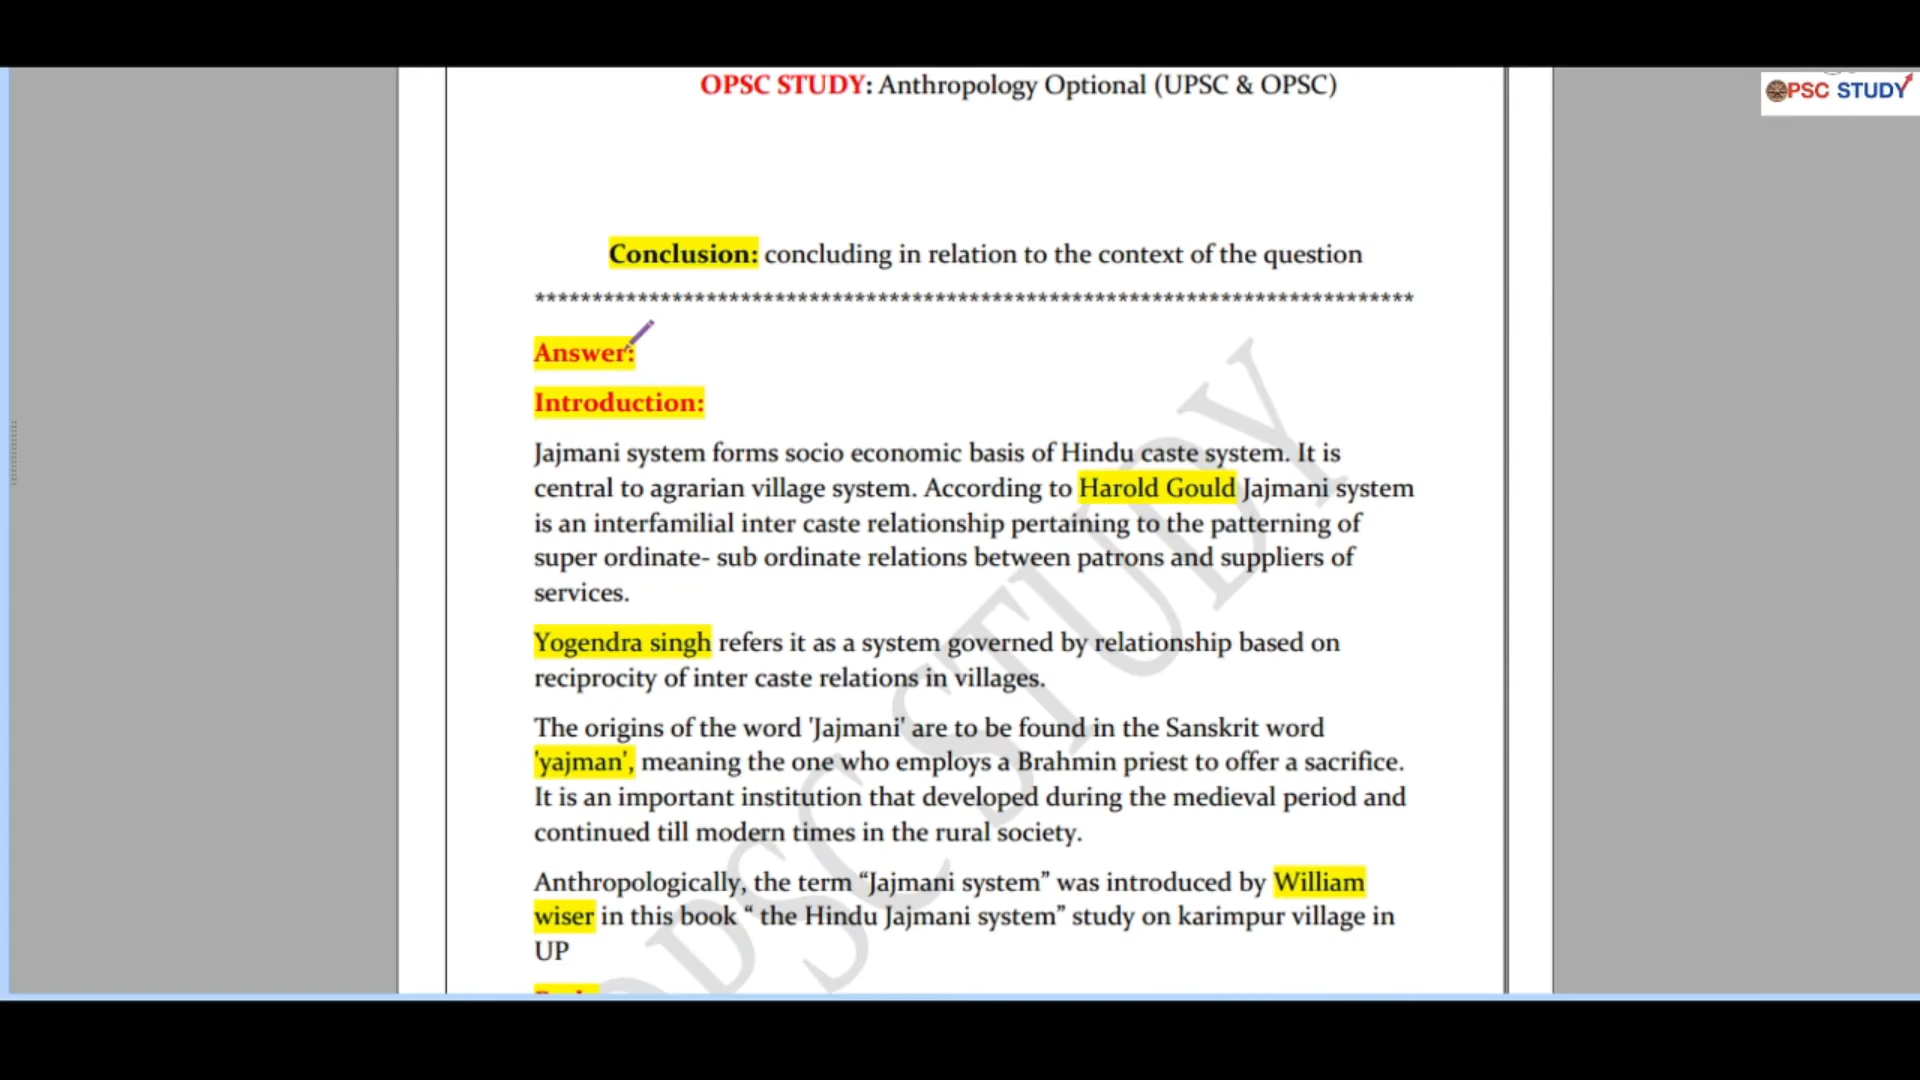 OPSC STUDY: Anthropology Optional (UPSC & OPSC)
PSC STUDY
Conclusion: concluding in relation to the context of the question
******************************************************************************
Answer:
Introduction:
Jajmani system forms socio economic basis of Hindu caste system. It is
central to agrarian village system. According to Harold Gould Jajmani system
is an interfamilial inter caste relationship pertaining to the patterning of
super ordinate- sub ordinate relations between patrons and suppliers of
services.
Yogendra singh refers it as a system governed by relationship based on
reciprocity of inter caste relations in villages.
The origins of the word 'Jajmani' are to be found in the Sanskrit word
'yajman', meaning the one who employs a Brahmin priest to offer a sacrifice.
It is an important institution that developed during the medieval period and
continued till modern times in the rural society.
Anthropologically, the term “Jajmani system” was introduced by William
wiser in this book “ the Hindu Jajmani system” study on karimpur village in
UP
OPSC STUDY